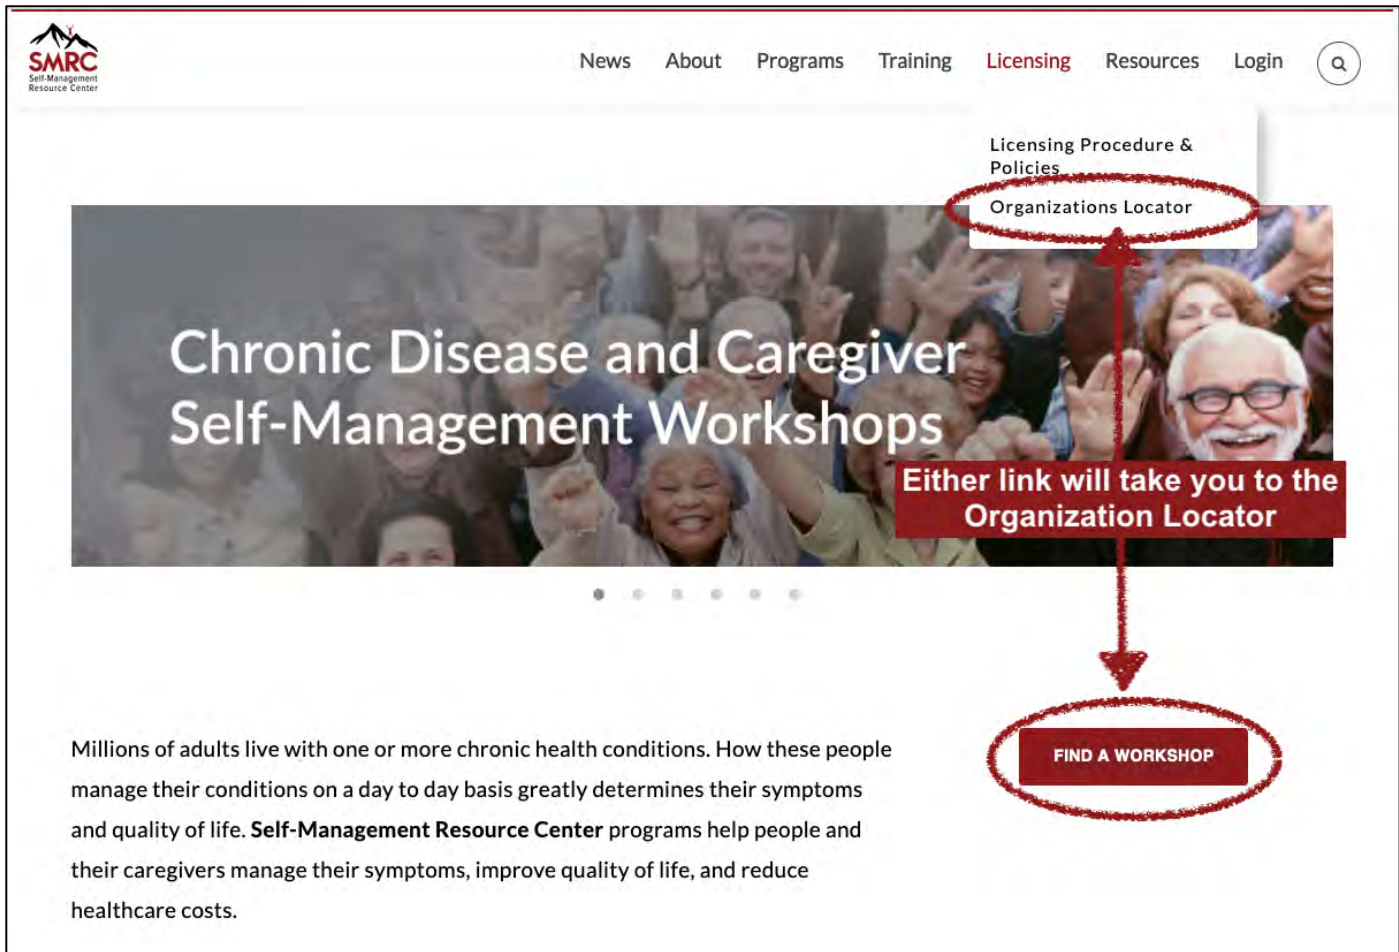 SMRC
Self-Management
Resource Center
News About Programs Training Licensing Resources Login
Licensing Procedure &
Policies
Organizations Locator
Chronic Disease and Caregiver
Self-Management Workshops
Either link will take you to the
Organization Locator
FIND A WORKSHOP
Millions of adults live with one or more chronic health conditions. How these people
manage their conditions on a day to day basis greatly determines their symptoms
and quality of life. Self-Management Resource Center programs help people and
their caregivers manage their symptoms, improve quality of life, and reduce
healthcare costs.